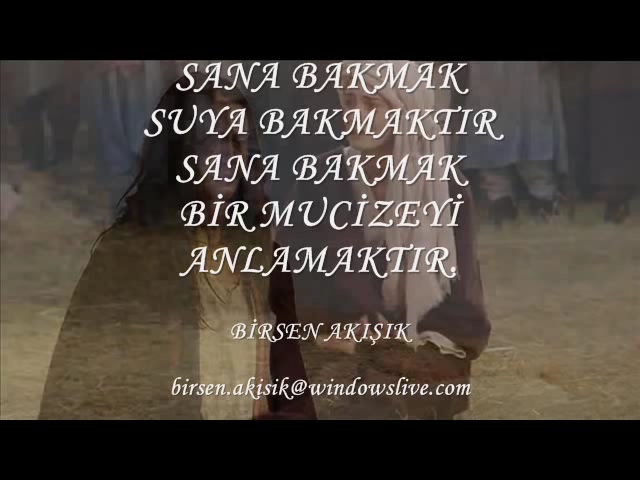 SANA BAKMAK
SUYA BAKMAKTIR
SANA BAKMAK
BİR MUCİZEYİ
ANLAMAKTIR.
BİRSEN AKIŞIK
birsen.akisik@windowslive.com